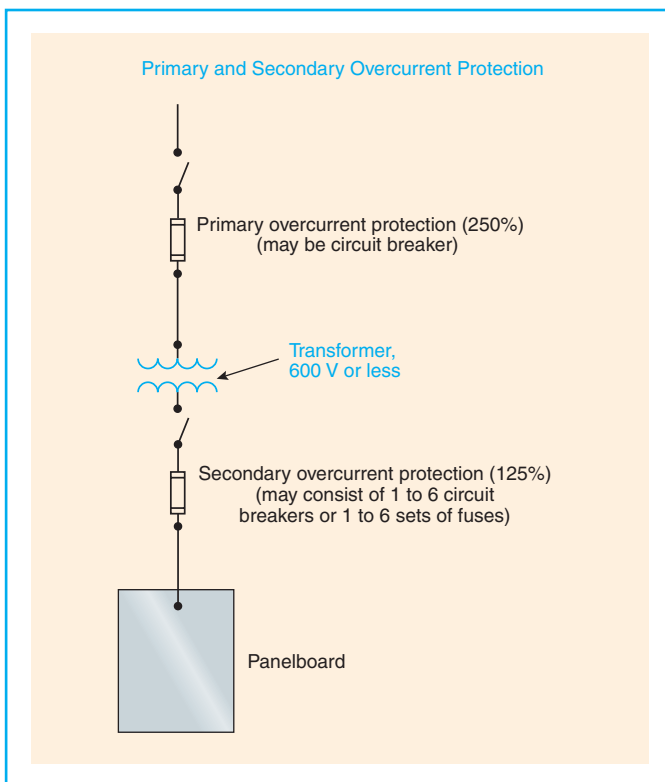 Primary and Secondary Overcurrent Protection
Primary overcurrent protection (250%)
(may be circuit breaker)
Transformer,
600 V or less
Secondary overcurrent protection (125%)
(may consist of 1 to 6 circuit
breakers or 1 to 6 sets of fuses)
Panelboard